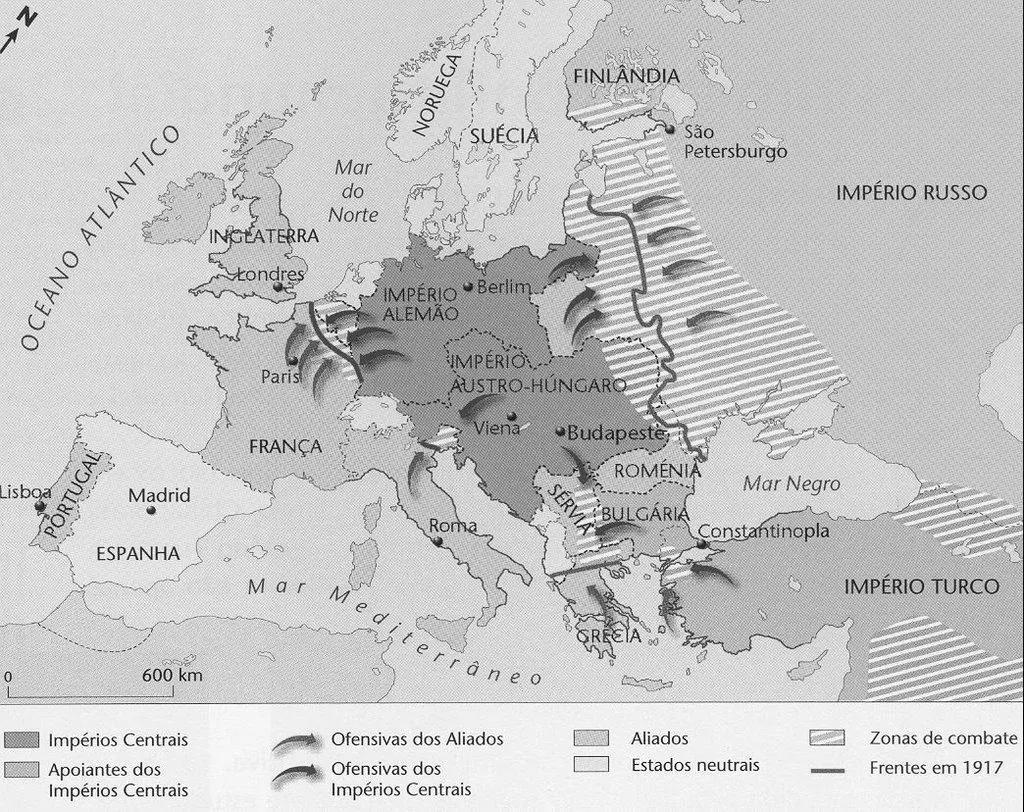 N
FINLÂNDIA
NORUEGA
SUÉCIA
São
Petersburgo
OCEANO ATLÂNTICO
Mar
do
Norte
IMPÉRIO RUSSO
INGLATERRA
Londres
IMPÉRIO
ALEMÃO
Berlim
IMPÉRIO
AUSTRO-HÚNGARO
Paris
Viena
Budapeste
FRANÇA
ROMÉNIA
Mar Negro
Lisboa
PORTUGAL
Madrid
SÉRVIA
BULGÁRIA
Constantinopla
Roma
ESPANHA
IMPÉRIO TURCO
Mar Mediterrâneo
GRÉCIA
0
600 km
Impérios Centrais
Apoiantes dos
Impérios Centrais
Ofensivas dos Aliados
Ofensivas dos
Impérios Centrais
Aliados
Estados neutrais
Zonas de combate
Frentes em 1917